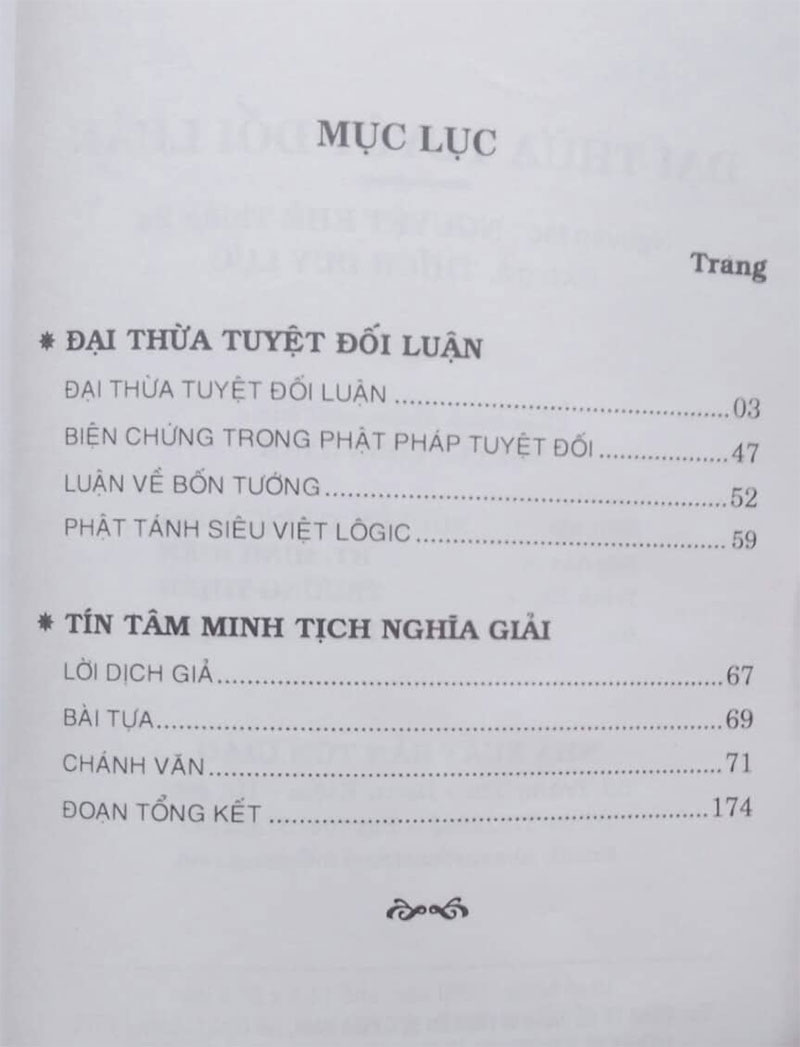 MỤC LỤC
Trang
* ĐẠI THỪA TUYỆT ĐỐI LUẬN
ĐẠI THỪA TUYỆT ĐỐI LUẬN ........................................03
BIỆN CHỨNG TRONG PHẬT PHÁP TUYỆT ĐỐI ................47
LUẬN VỀ BỐN TƯỚNG ................................................52
PHẬT TÁNH SIÊU VIỆT LÔGIC ..................................... 59
* TÍN TÂM MINH TỊCH NGHĨA GIẢI
LỜI DỊCH GIẢ ............................................................67
BÀI TỰA ....................................................................69
CHÁNH VĂN ..............................................................71
ĐOẠN TỔNG KẾT ......................................................174